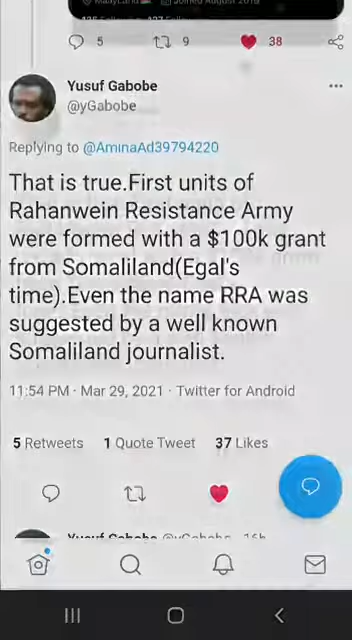 Joined August 2018
5 9 38
Yusuf Gabobe
@yGabobe
Replying to @AminaAd39794220
That is true.First units of
Rahanwein Resistance Army
were formed with a $100k grant
from Somaliland(Egal's
time).Even the name RRA was
suggested by a well known
Somaliland journalist.
11:54 PM · Mar 29, 2021 · Twitter for Android
5 Retweets 1 Quote Tweet 37 Likes
Yusuf Gabobe @yGabobe · 16h